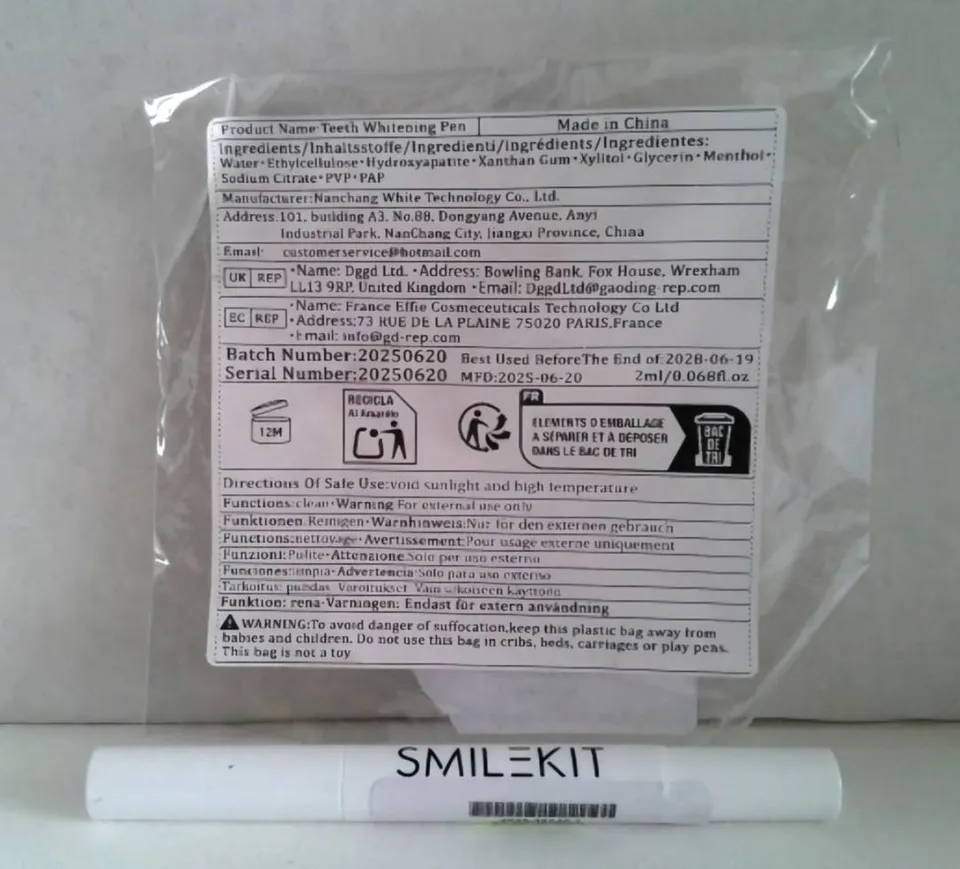 Product Name:Teeth Whitening Pen
Made in China
Ingredients/Inhaltsstoffe/Ingredienti/Ingrédients/Ingredientes:
Water·Ethylcellulose·Hydroxyapatite·Xanthan Gum·Xylitol·Glycerin·Menthol·
Sodium Citrate·PVP·PAP
Manufacturer:Nanchang White Technology Co., Ltd.
Address.101, building A3, No.88, Dongyang Avenue, Anyi
Industrial Park, NanChang City, Jiangxi Province, China
Email: customerservice@hotmail.com
UK REP
·Name: Dggd Ltd. ·Address: Bowling Bank, Fox House, Wrexham
LL13 9RP, United Kingdom ·Email: DggdLtd@gaoding-rep.com
EC REP
·Name: France Effie Cosmeceuticals Technology Co Ltd
·Address:73 RUE DE LA PLAINE 75020 PARIS,France
·Email: info@gd-rep.com
Batch Number:20250620 Best Used BeforeThe End of 2028-06-19
Serial Number:20250620 MFD:2025-06-20 2ml/0.068fl.oz
12M
RECICLA
Al Amarillo
FR
ELEMENTS D EMBALLAGE
A SÉPARER ET À DÉPOSER
DANS LE BAC DE TRI
BAC
DE
TRI
Directions Of Safe Use:void sunlight and high temperature
Functions:clean·Warning For external use only
Funktionen Reinigen·Warnhinweis:Nur for den externen gebrauch
Functions:nettoyage·Avertissement:Pour usage externe uniquement
Funzioni:Pulite·Attenzione:Solo per uso esterno
Funciones:limpia·Advertencia:Solo para uso externo
Tarkoitus: puhdas Varoitukset Vain ulkoiseen käyttöön
Funktion: rena·Varningen: Endast för extern användning
WARNING:To avoid danger of suffocation,keep this plastic bag away from
babies and children. Do not use this bag in cribs, beds, carriages or play pens.
This bag is not a toy
SMILEKIT